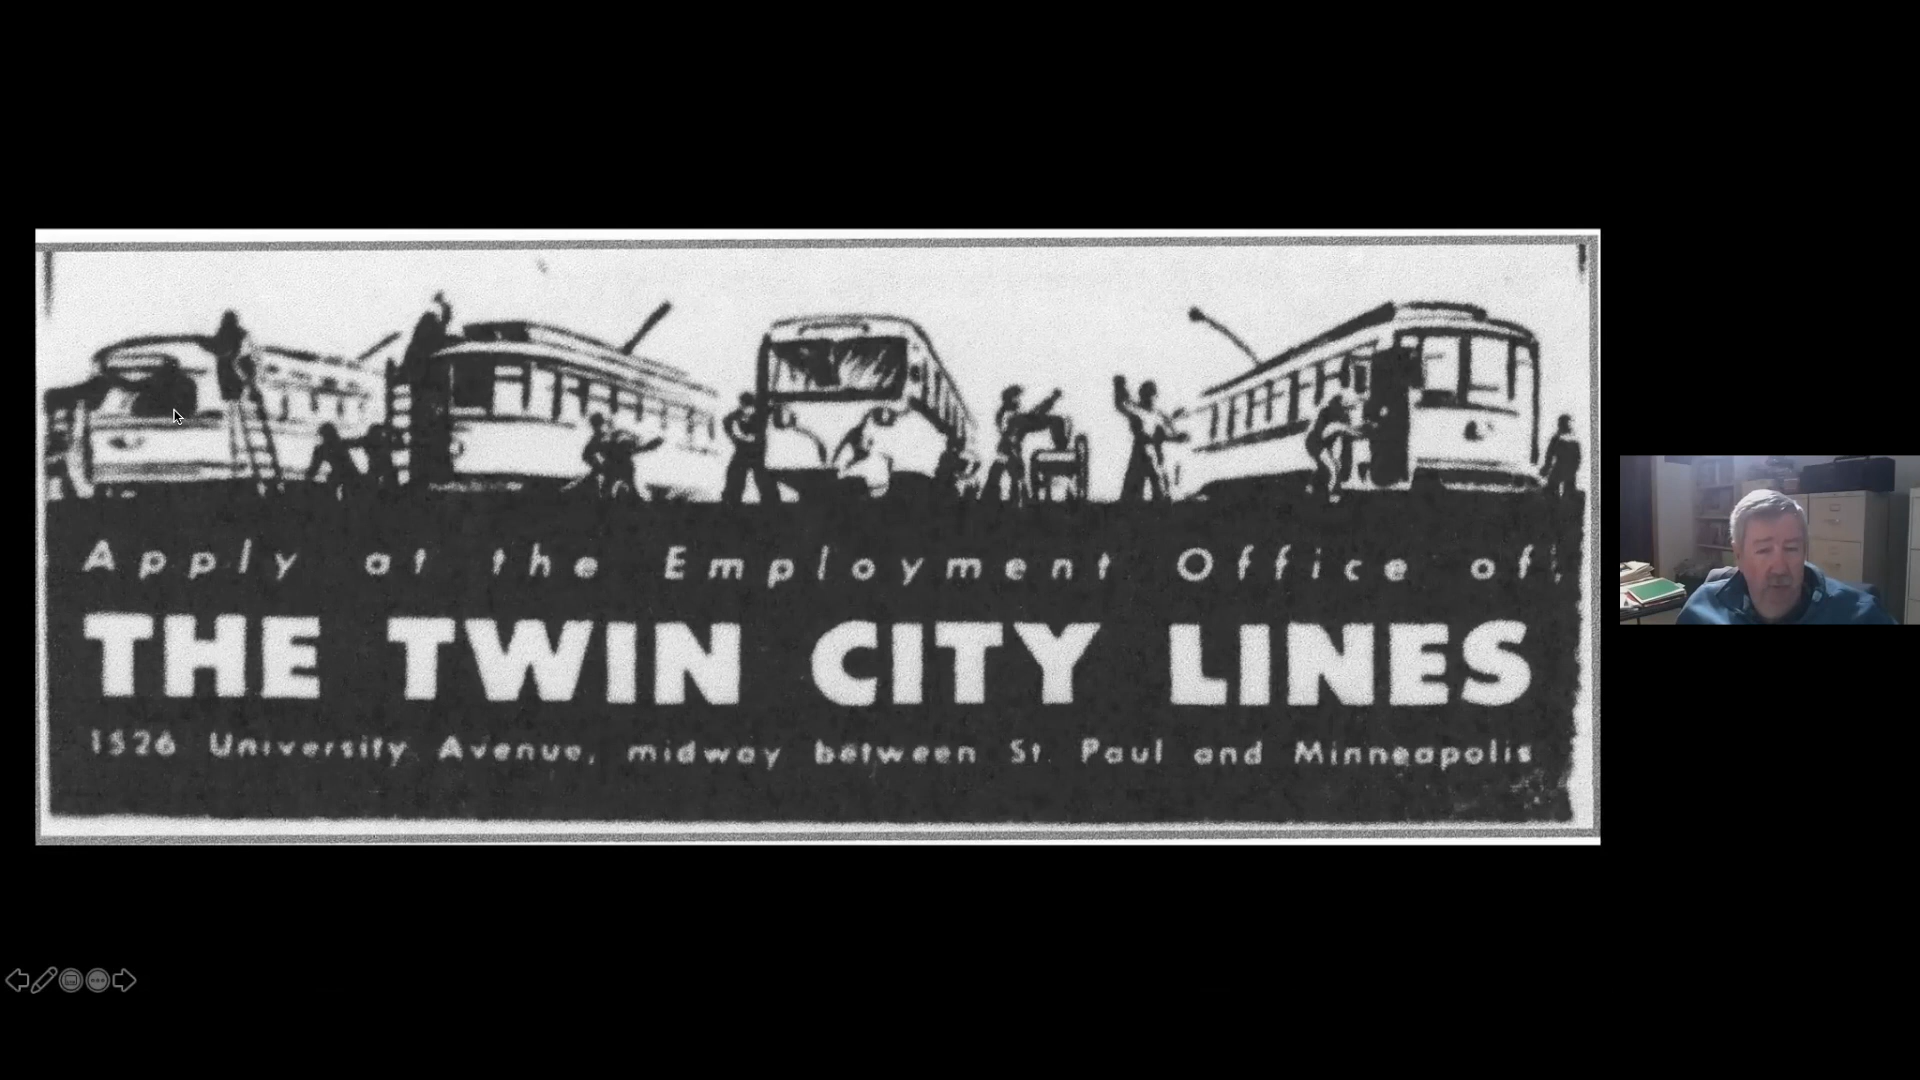 Apply at the Employment Office of:
THE TWIN CITY LINES
1526 University Avenue, midway between St. Paul and Minneapolis